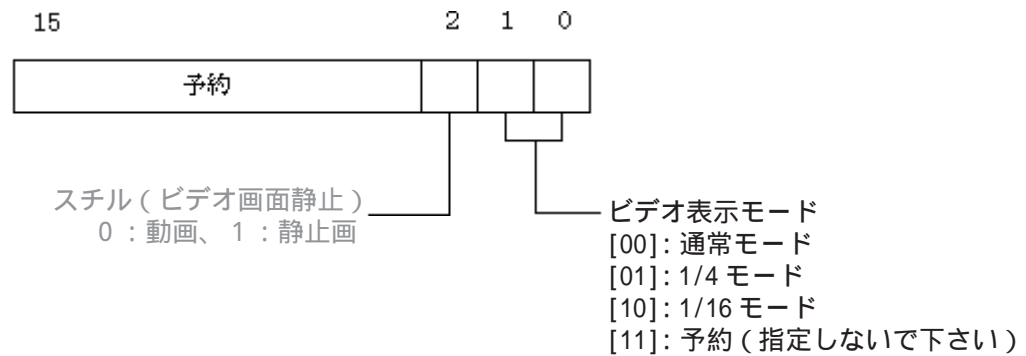 15 2 1 0
予約
スチル（ビデオ画面静止）
0：動画、1：静止画
ビデオ表示モード
[00]：通常モード
[01]：1/4 モード
[10]：1/16 モード
[11]：予約（指定しないで下さい）